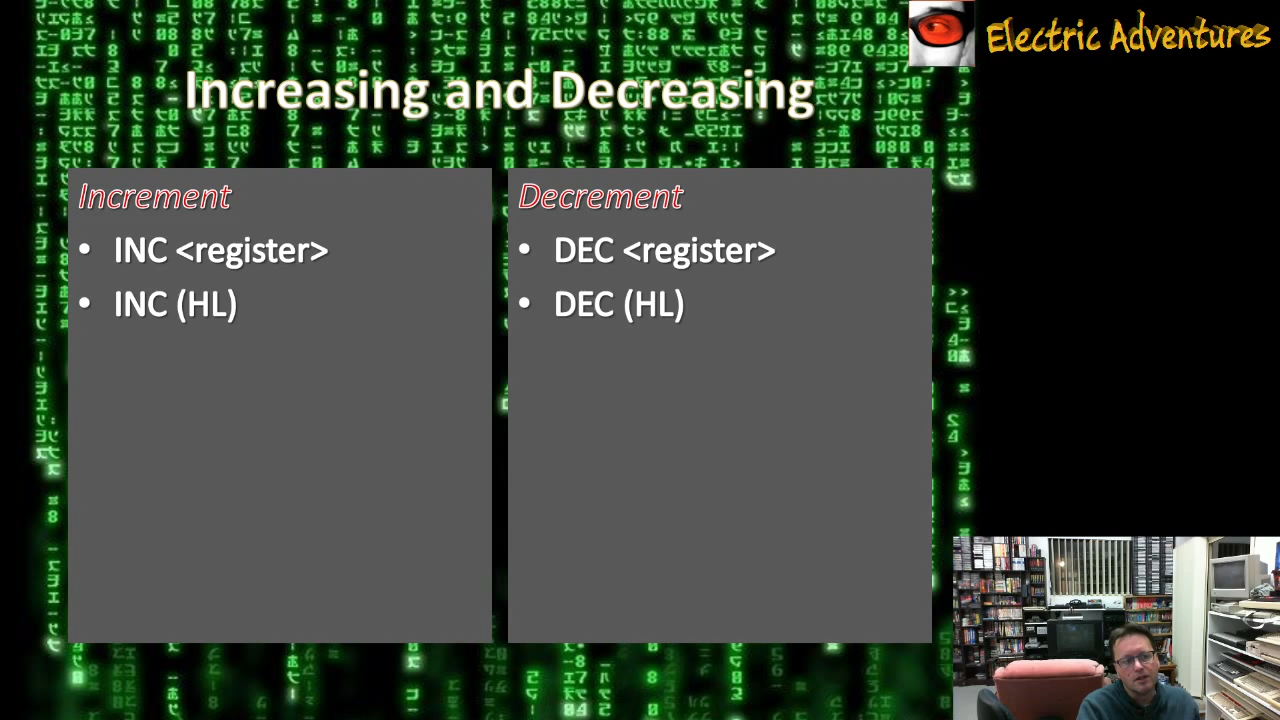 Electric Adventures
Increasing and Decreasing
Increment
• INC <register>
• INC (HL)
Decrement
• DEC <register>
• DEC (HL)